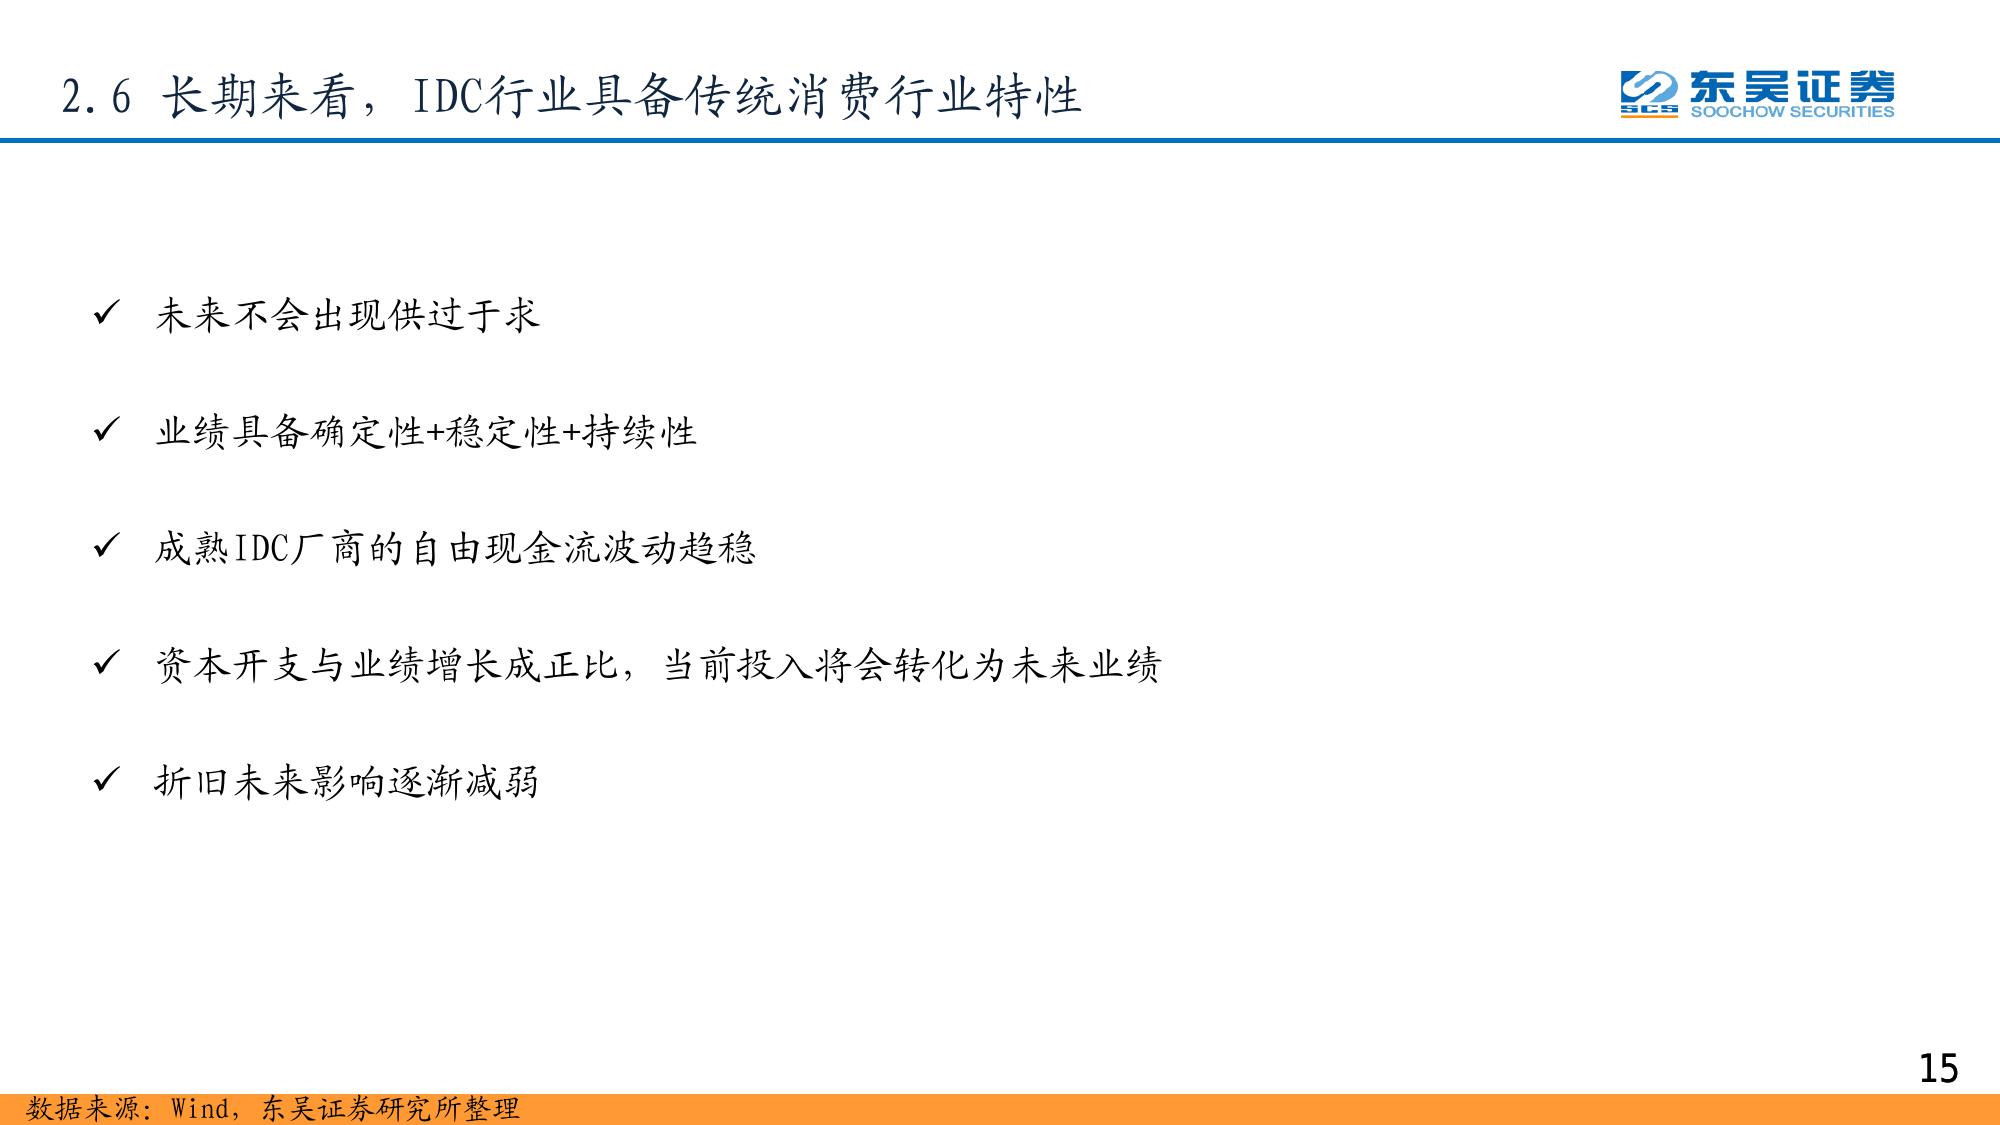 2.6 长期来看，IDC行业具备传统消费行业特性
东吴证券
SCS
SOOCHOW SECURITIES
✓ 未来不会出现供过于求
✓ 业绩具备确定性+稳定性+持续性
✓ 成熟IDC厂商的自由现金流波动趋稳
✓ 资本开支与业绩增长成正比，当前投入将会转化为未来业绩
✓ 折旧未来影响逐渐减弱
15
数据来源：Wind，东吴证券研究所整理